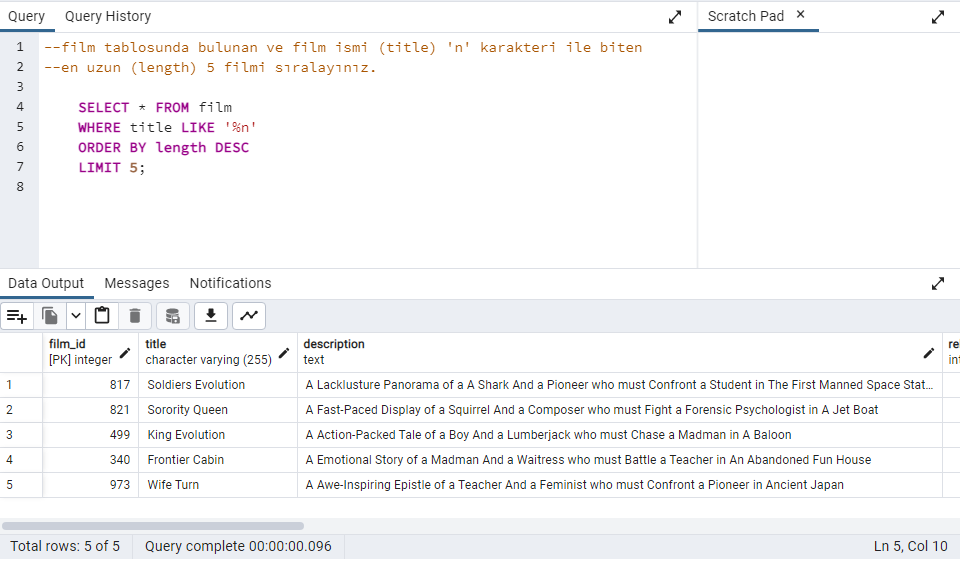 Query Query History Scratch Pad ×
1 --film tablosunda bulunan ve film ismi (title) 'n' karakteri ile biten
2 --en uzun (length) 5 filmi sıralayınız.
3
4 SELECT * FROM film
5 WHERE title LIKE '%n'
6 ORDER BY length DESC
7 LIMIT 5;
8
Data Output Messages Notifications
film_id title description re
[PK] integer character varying (255) text int
1 817 Soldiers Evolution A Lacklusture Panorama of a A Shark And a Pioneer who must Confront a Student in The First Manned Space Stat...
2 821 Sorority Queen A Fast-Paced Display of a Squirrel And a Composer who must Fight a Forensic Psychologist in A Jet Boat
3 499 King Evolution A Action-Packed Tale of a Boy And a Lumberjack who must Chase a Madman in A Baloon
4 340 Frontier Cabin A Emotional Story of a Madman And a Waitress who must Battle a Teacher in An Abandoned Fun House
5 973 Wife Turn A Awe-Inspiring Epistle of a Teacher And a Feminist who must Confront a Pioneer in Ancient Japan
Total rows: 5 of 5 Query complete 00:00:00.096 Ln 5, Col 10